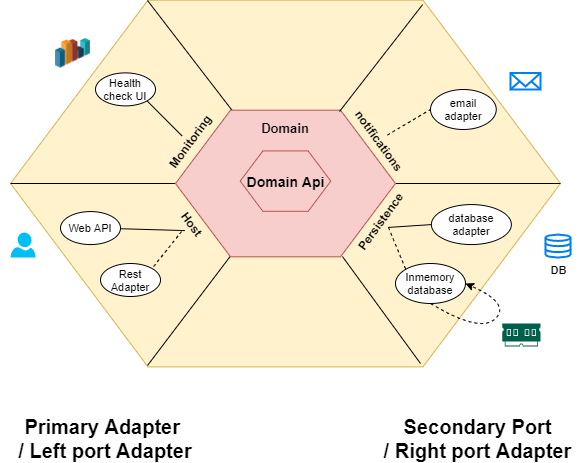 Health
check UI
Monitoring
Domain
Domain Api
notifications
email
adapter
Web API
Host
Rest
Adapter
Persistence
database
adapter
Inmemory
database
DB
Primary Adapter
/ Left port Adapter
Secondary Port
/ Right port Adapter